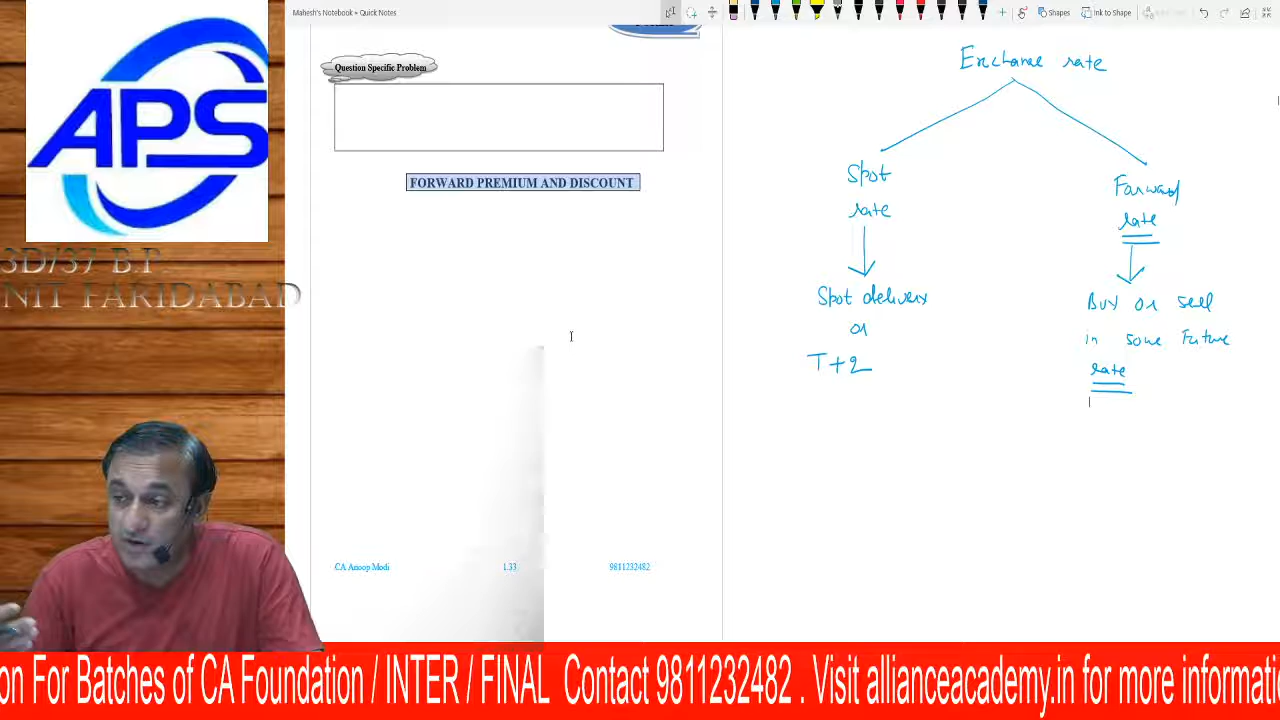 Mahesh's Notebook • Quick Notes
Shapes
Ink to Shape
APS
3D/37 B.P.
NIT FARIDABAD
Question Specific Problem
FORWARD PREMIUM AND DISCOUNT
CA Anoop Modi
1.33
9811232482
Exchange rate
Spot
rate
Spot delivery
or
T+2
Forward
rate
Buy or sell
in some future
rate
on For Batches of CA Foundation / INTER / FINAL Contact 9811232482 . Visit allianceacademy.in for more informati